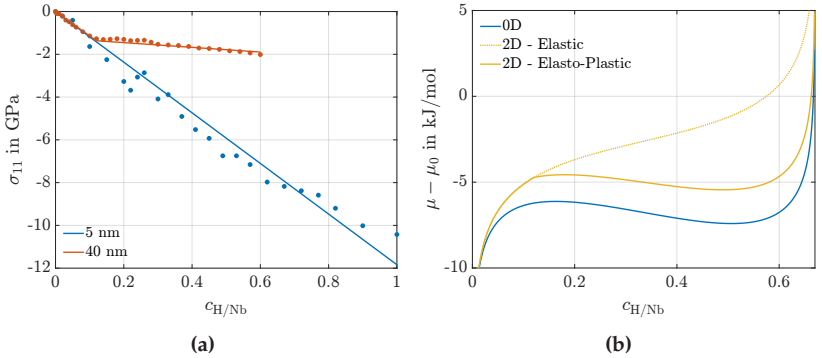 0
-2
-4
-6
-8
-10
-12
σ₁₁ in GPa
5 nm
40 nm
0 0.2 0.4 0.6 0.8 1
c_H/Nb
(a)
5
0
-5
-10
μ − μ₀ in kJ/mol
0D
2D - Elastic
2D - Elasto-Plastic
0 0.2 0.4 0.6
c_H/Nb
(b)